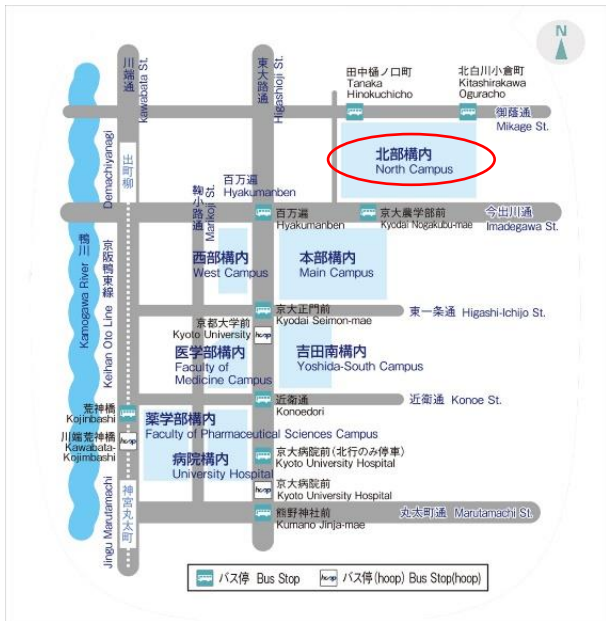 N
川端通
Kawabata St.
東大路通
Higashioji St.
田中樋ノ口町
Tanaka
Hinokuchicho
北白川小倉町
Kitashirakawa
Oguracho
御蔭通
Mikage St.
北部構内
North Campus
出町柳
Demachiyanagi
鞠小路通
Marikoji St.
百万遍
Hyakumanben
百万遍
Hyakumanben
京大農学部前
Kyodai Nogakubu-mae
今出川通
Imadegawa St.
鴨川
Kamogawa River
京阪鴨東線
Keihan Oto Line
西部構内
West Campus
本部構内
Main Campus
京大正門前
Kyodai Seimon-mae
東一条通 Higashi-Ichijo St.
京都大学前
Kyoto University
hoop
医学部構内
Faculty of
Medicine Campus
吉田南構内
Yoshida-South Campus
近衛通
Konoedori
近衛通 Konoe St.
荒神橋
Kojinbashi
川端荒神橋
Kawabata-
Kojimbashi
hoop
薬学部構内
Faculty of Pharmaceutical Sciences Campus
病院構内
University Hospital
京大病院前(北行のみ停車)
Kyoto University Hospital
京大病院前
Kyoto University Hospital
hoop
神宮丸太町
Jingu Marutamachi
熊野神社前
Kumano Jinja-mae
丸太町通 Marutamachi St.
バス停 Bus Stop
hoop
バス停(hoop) Bus Stop(hoop)